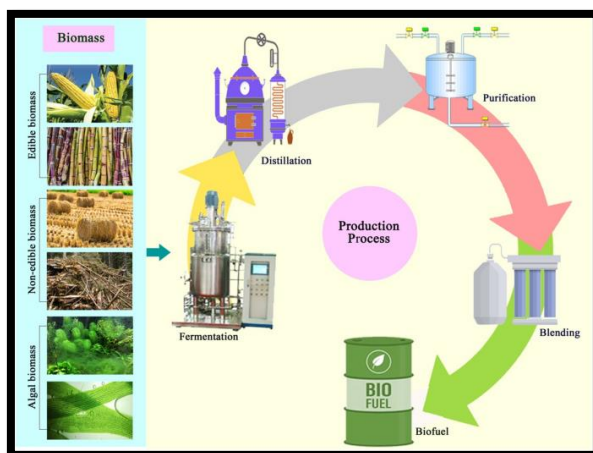 Biomass
Edible biomass
Non-edible biomass
Algal biomass
Fermentation
Distillation
Purification
Production
Process
Blending
BIO
FUEL
Biofuel